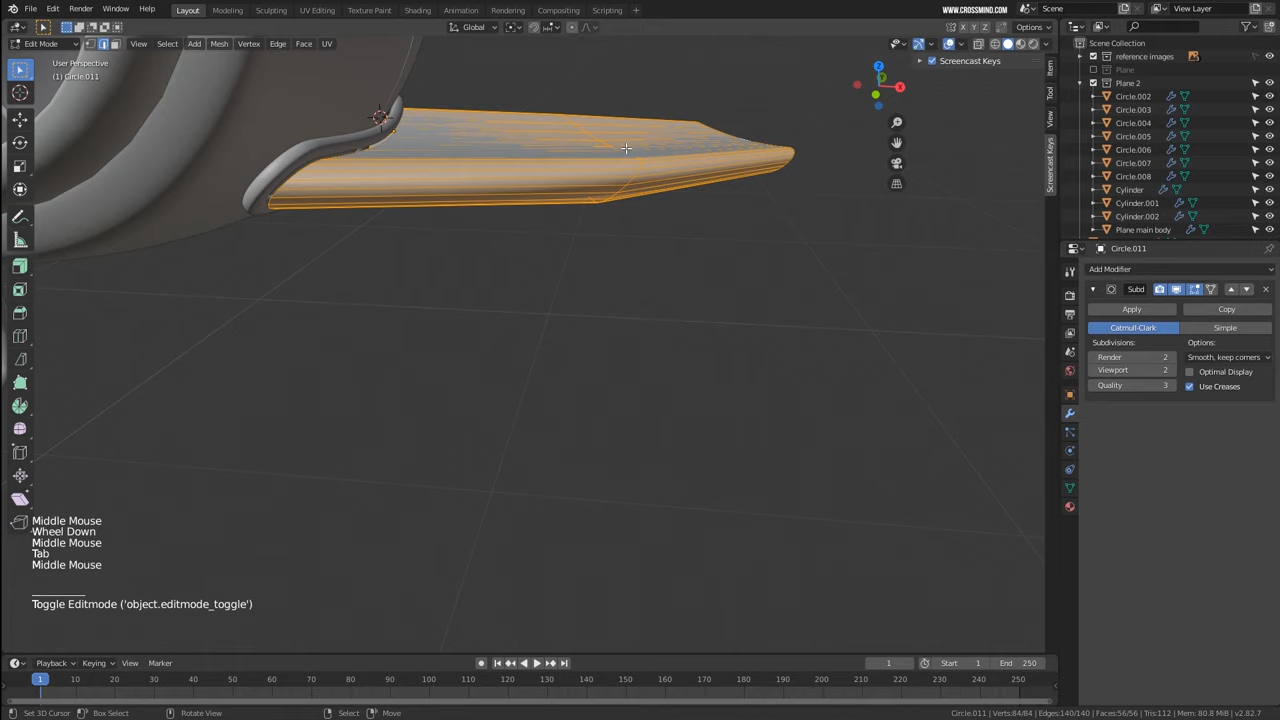 File Edit Render Window Help
Layout Modeling Sculpting UV Editing Texture Paint Shading Animation Rendering Compositing Scripting +
WWW.CROSSMIND.COM
Scene
View Layer
Global
X Y Z
Options
Edit Mode
View Select Add Mesh Vertex Edge Face UV
User Perspective
(1) Circle.011
Screencast Keys
Item
Tool
View
Screencast Keys
X
Y
Z
Scene Collection
reference images
Plane
Plane 2
Circle.002
Circle.003
Circle.004
Circle.005
Circle.006
Circle.007
Circle.008
Cylinder
Cylinder.001
Cylinder.002
Plane main body
Circle.011
Add Modifier
Subd
Apply Copy
Catmull-Clark Simple
Subdivisions: Options:
Render 2 Smooth, keep corners
Viewport 2 Optimal Display
Quality 3 Use Creases
Middle Mouse
Wheel Down
Middle Mouse
Tab
Middle Mouse
Toggle Editmode ('object.editmode_toggle')
Playback Keying View Marker
1 Start 1 End 250
1 10 20 30 40 50 60 70 80 90 100 110 120 130 140 150 160 170 180 190 200 210 220 230 240 250
Set 3D Cursor Box Select Rotate View Select Move
Circle.011 | Verts:84/84 | Edges:140/140 | Faces:56/56 | Tris:112 | Mem: 80.8 MiB | v2.82.7